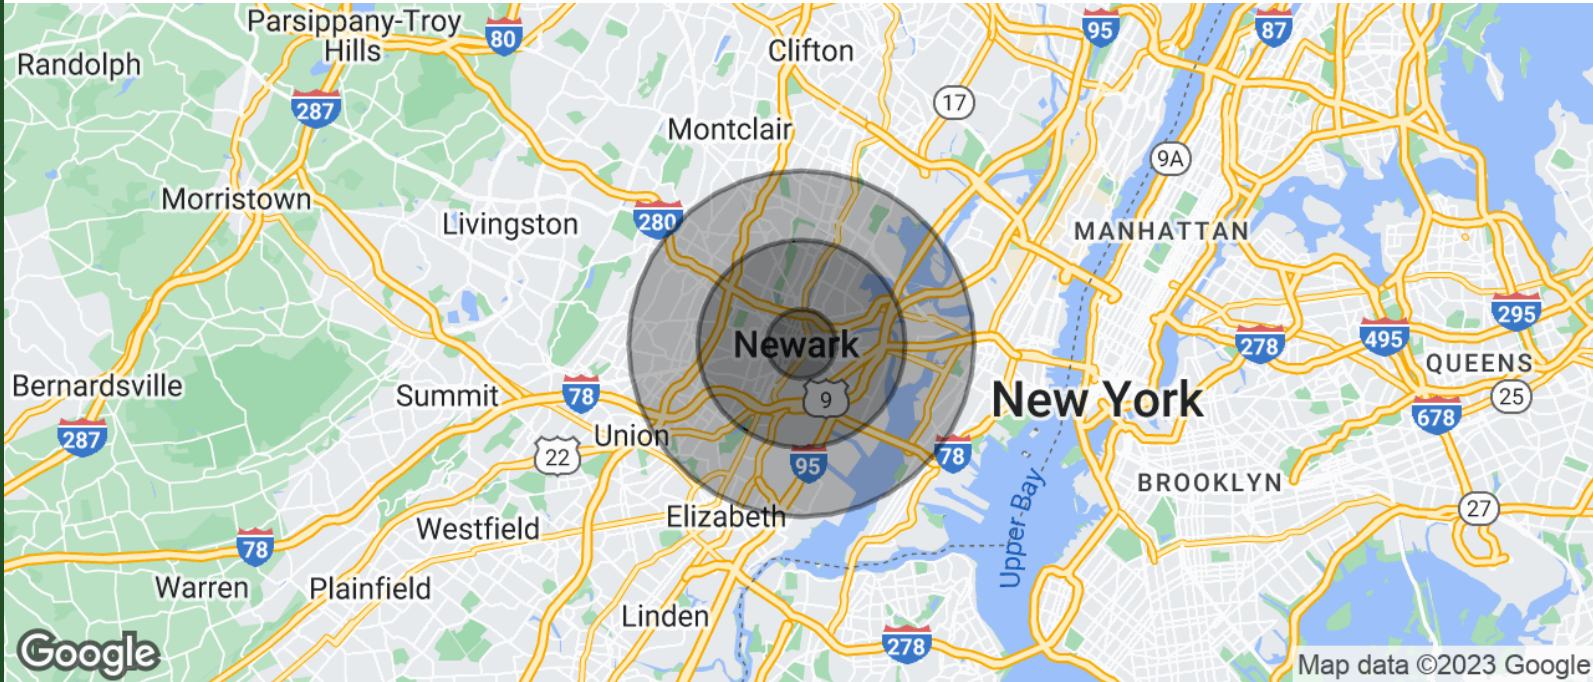 Parsippany-Troy
Hills
80
95
87
Randolph
Clifton
287
17
Montclair
9A
Morristown
280
Livingston
MANHATTAN
295
Newark
278
495
QUEENS
Bernardsville
Summit
78
9
New York
25
287
Union
678
22
95
78
BROOKLYN
Elizabeth
27
Westfield
Upper Bay
78
Warren
Plainfield
Linden
278
Google
Map data ©2023 Google